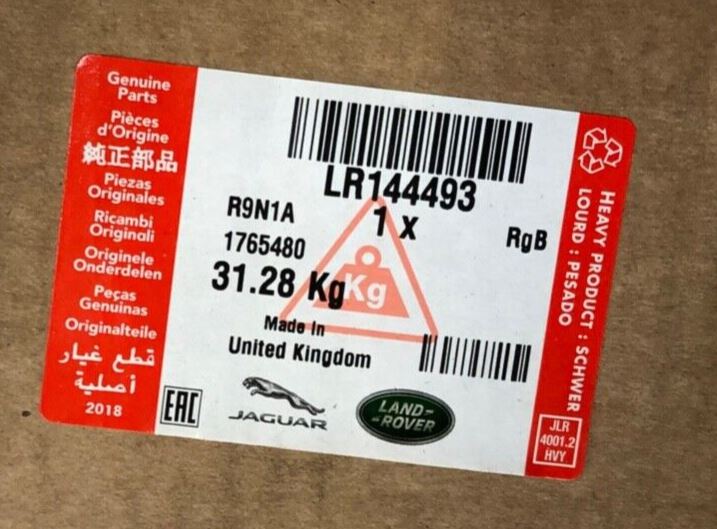 Genuine
Parts
Pièces
d'Origine
純正部品
Piezas
Originales
Ricambi
Originali
Originele
Onderdelen
Peças
Genuinas
Originalteile
قطع غيار
أصلية
2018
LR144493
1 x
R9N1A
RgB
1765480
31.28 Kg
Kg
Made In
United Kingdom
EAC
JAGUAR
LAND-
-ROVER
HEAVY PRODUCT : SCHWER
LOURD : PESADO
JLR
4001.2
HVY